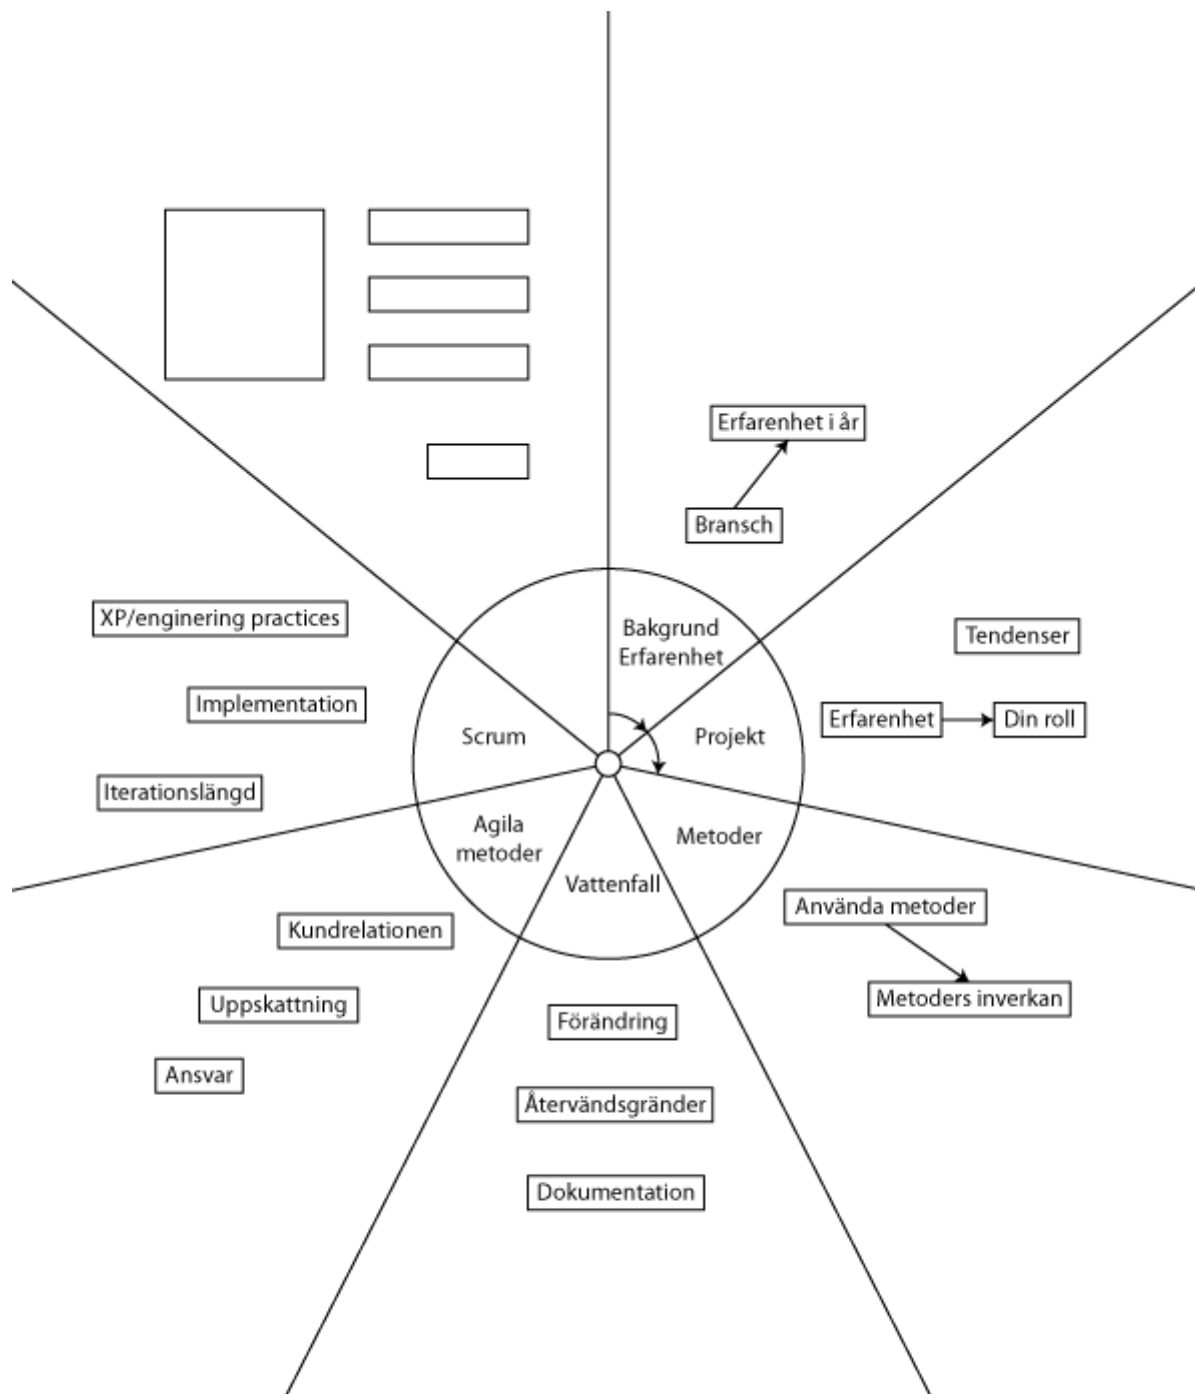 Erfarenhet i år
Bransch
Bakgrund
Erfarenhet
Tendenser
Erfarenhet
Din roll
Projekt
Metoder
Använda metoder
Metoders inverkan
Vattenfall
Förändring
Återvändsgränder
Dokumentation
Agila
metoder
Kundrelationen
Uppskattning
Ansvar
Scrum
XP/enginering practices
Implementation
Iterationslängd